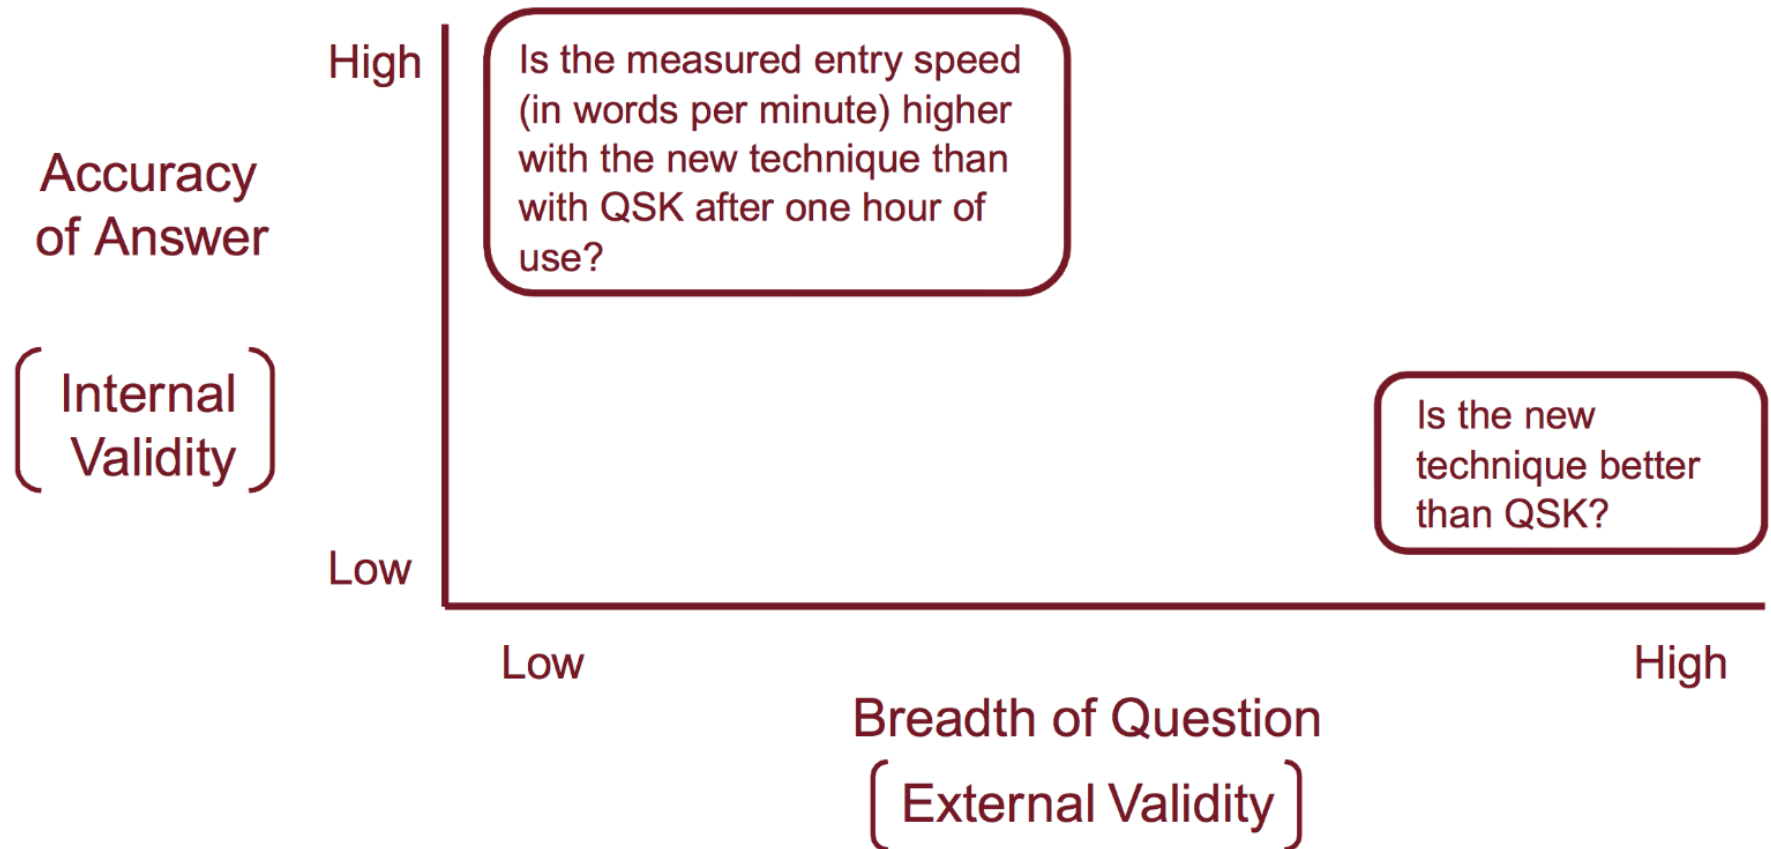 High
Is the measured entry speed
(in words per minute) higher
with the new technique than
with QSK after one hour of
use?
Accuracy
of Answer
Internal
Validity
Is the new
technique better
than QSK?
Low
Low
High
Breadth of Question
External Validity